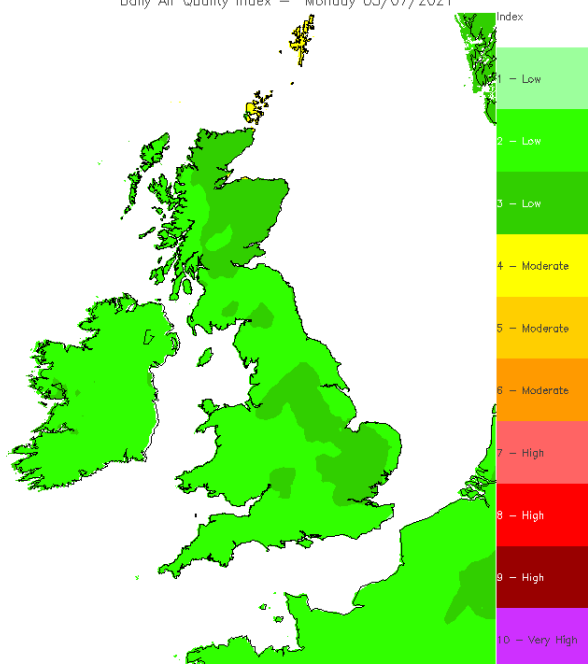 Daily Air Quality Index – Monday 05/07/2021
Index
1 – Low
2 – Low
3 – Low
4 – Moderate
5 – Moderate
6 – Moderate
7 – High
8 – High
9 – High
10 – Very High